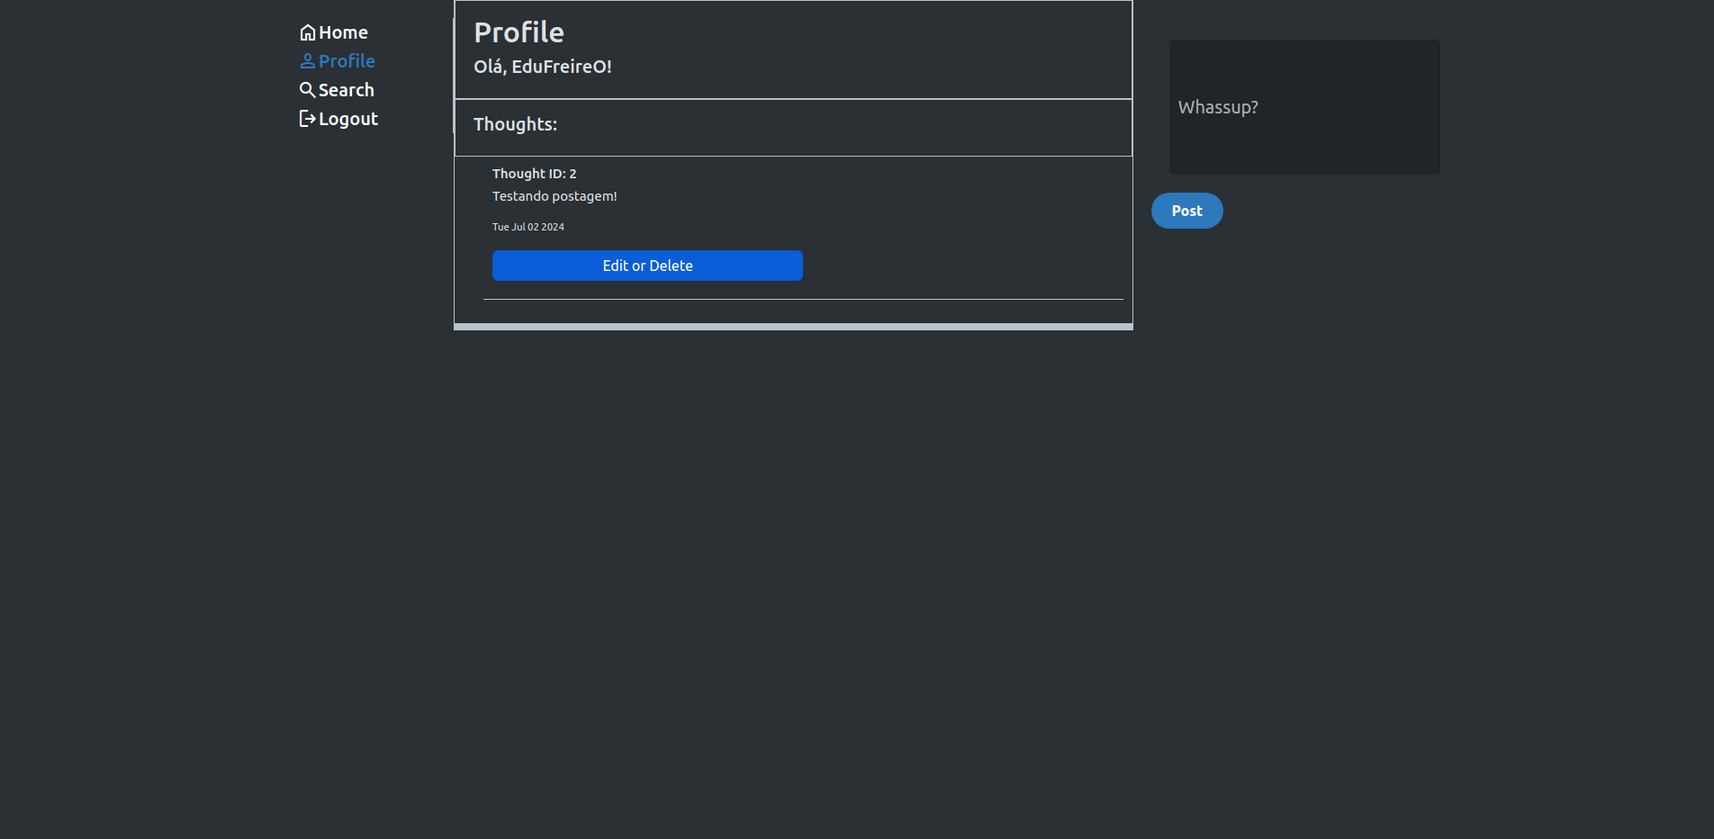 Home
Profile
Search
Logout
Profile
Olá, EduFreireO!
Thoughts:
Thought ID: 2
Testando postagem!
Tue Jul 02 2024
Edit or Delete
Whassup?
Post